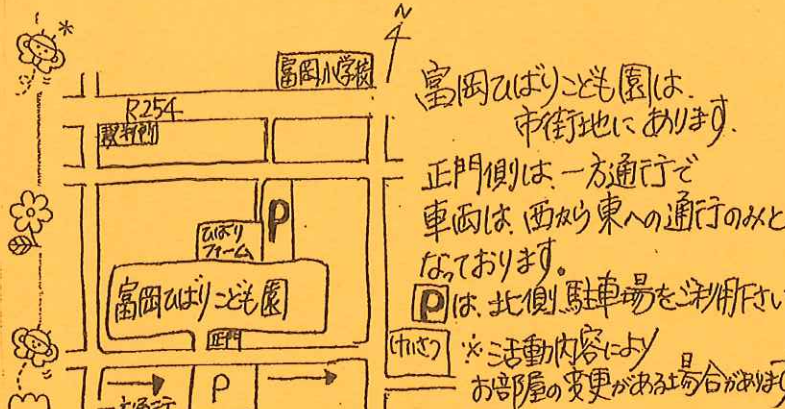 N
富岡小学校
R254
裁判所
P
ひばり
ファーム
富岡ひばりこども園
正門
けいさつ
P
一方通行
富岡ひばりこども園は、
市街地にあります。
正門側は、一方通行で
車両は、西から東への通行のみと
なっております。
Pは、北側駐車場をご利用下さい
※活動内容により
お部屋の変更がある場合があります